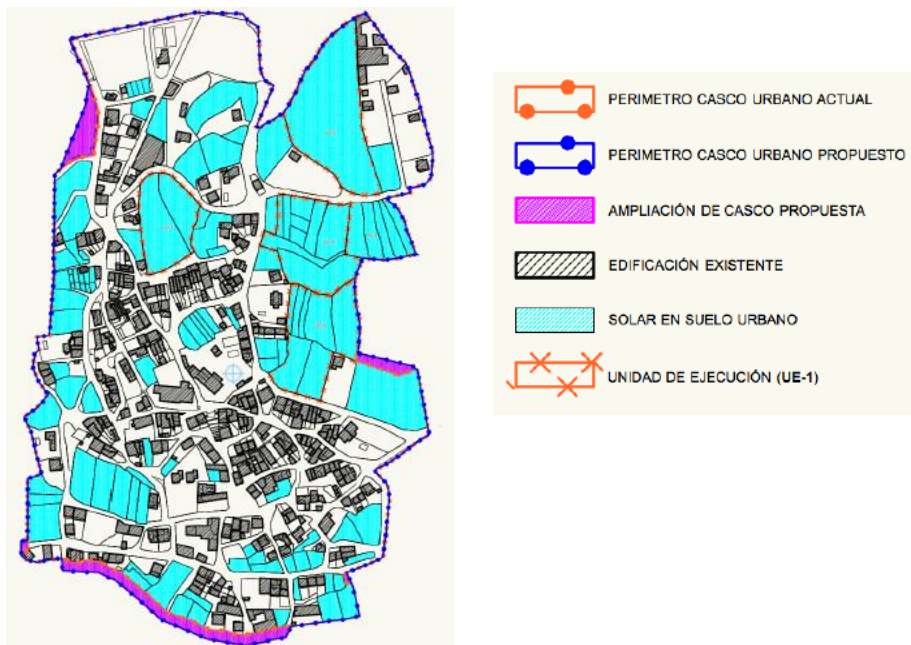 PERIMETRO CASCO URBANO ACTUAL
PERIMETRO CASCO URBANO PROPUESTO
AMPLIACIÓN DE CASCO PROPUESTA
EDIFICACIÓN EXISTENTE
SOLAR EN SUELO URBANO
UNIDAD DE EJECUCIÓN (UE-1)